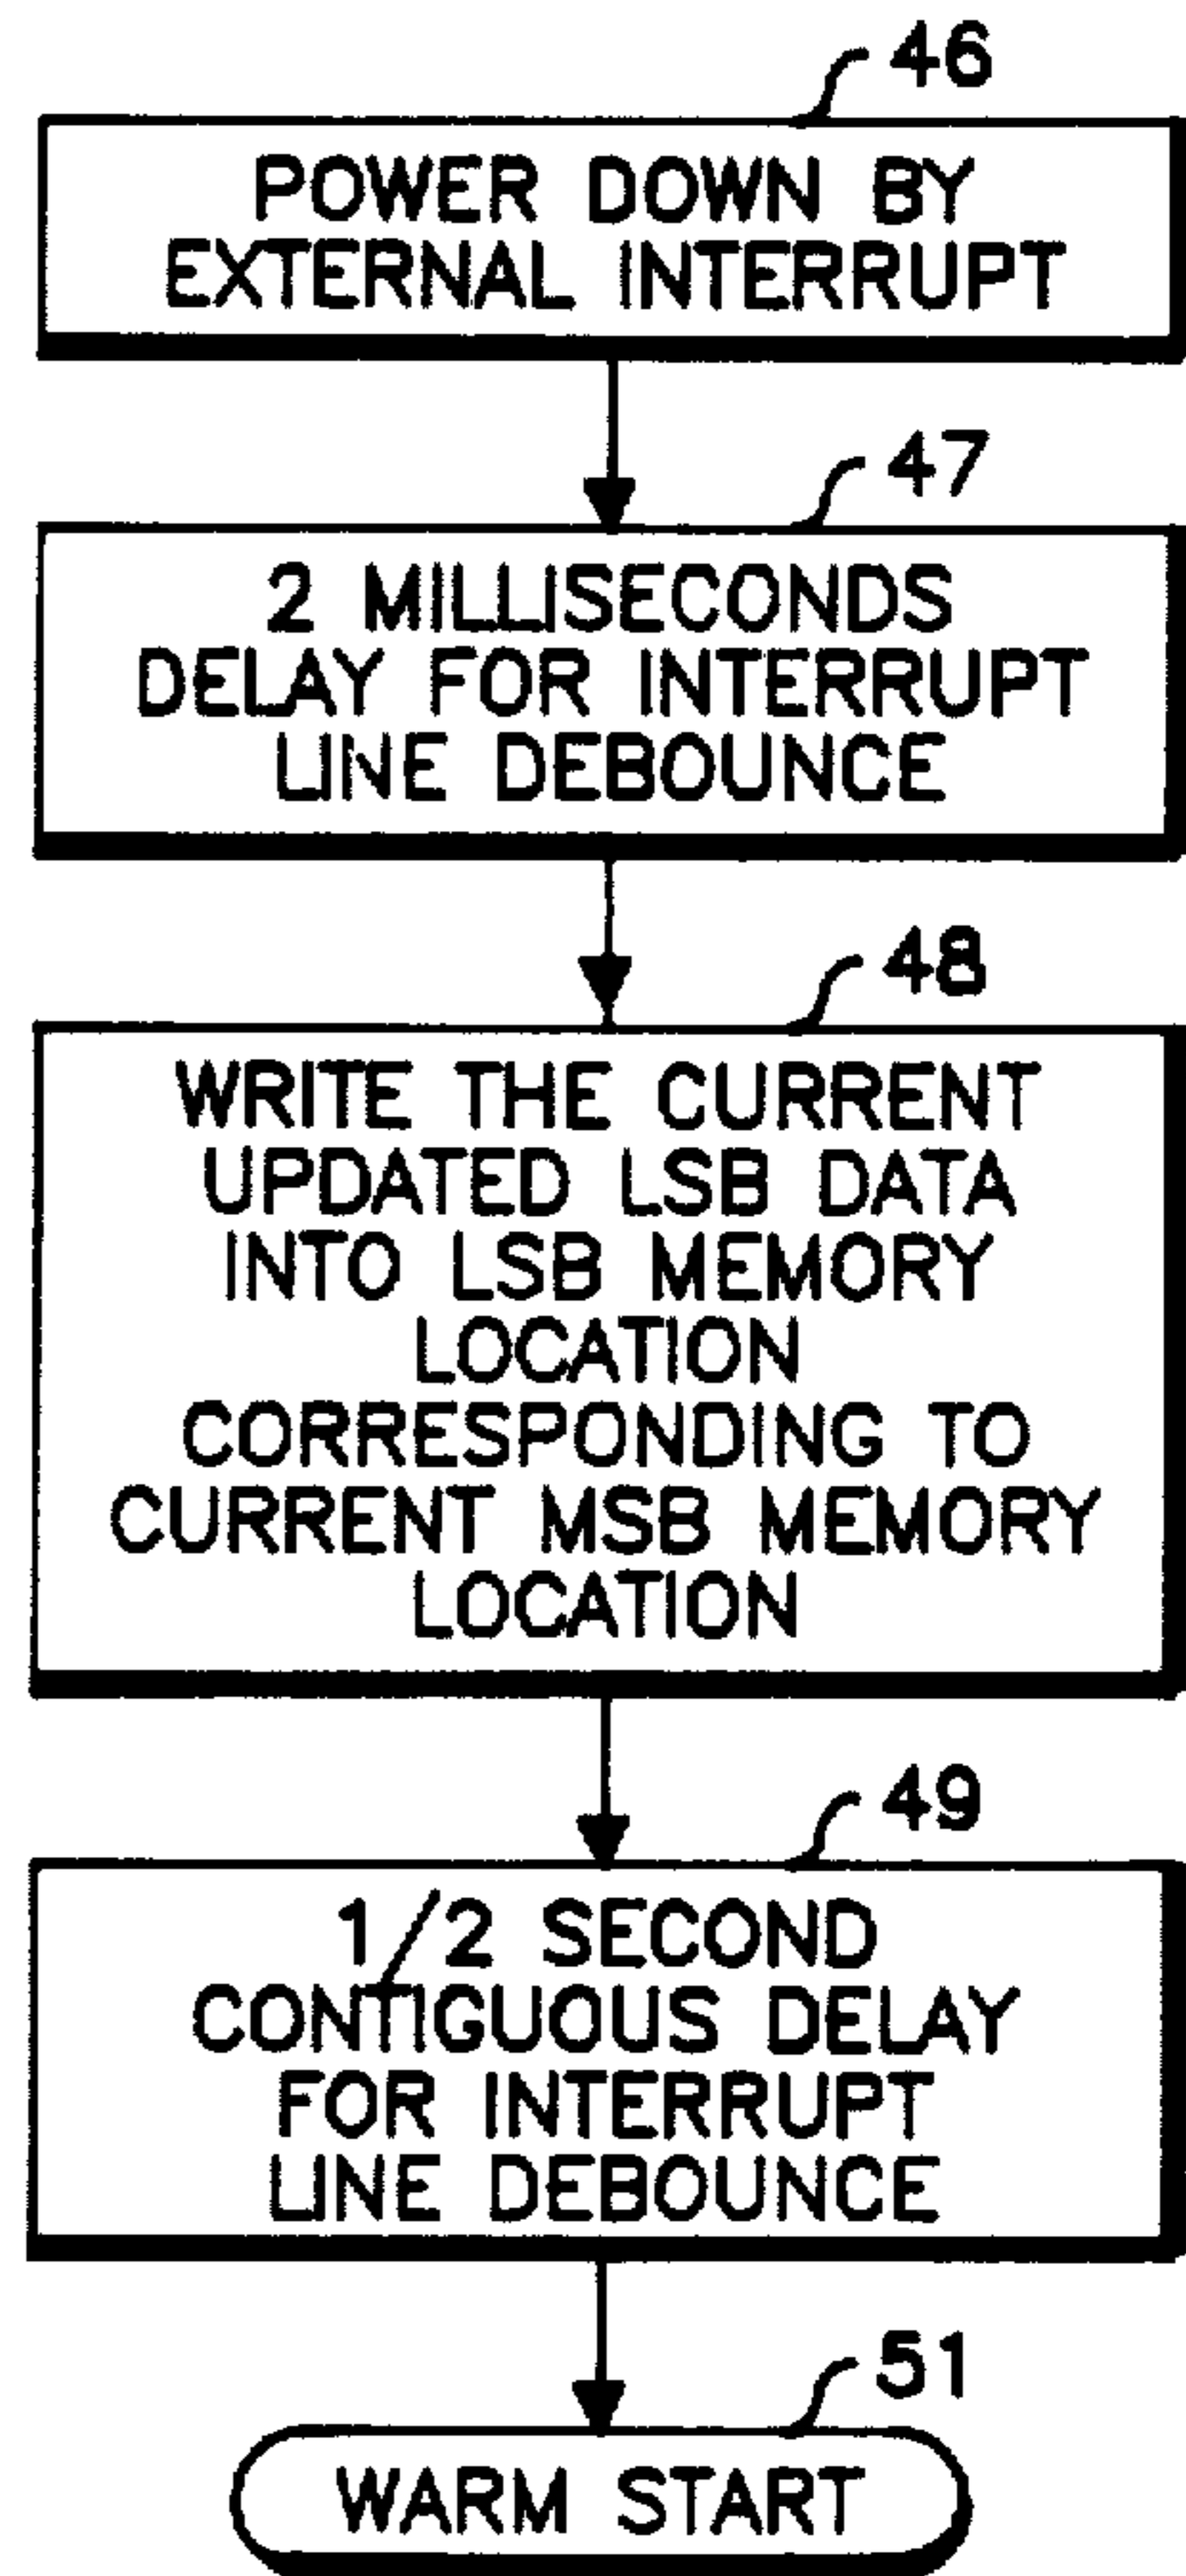 46
POWER DOWN BY
EXTERNAL INTERRUPT
47
2 MILLISECONDS
DELAY FOR INTERRUPT
LINE DEBOUNCE
48
WRITE THE CURRENT
UPDATED LSB DATA
INTO LSB MEMORY
LOCATION
CORRESPONDING TO
CURRENT MSB MEMORY
LOCATION
49
1/2 SECOND
CONTIGUOUS DELAY
FOR INTERRUPT
LINE DEBOUNCE
51
WARM START